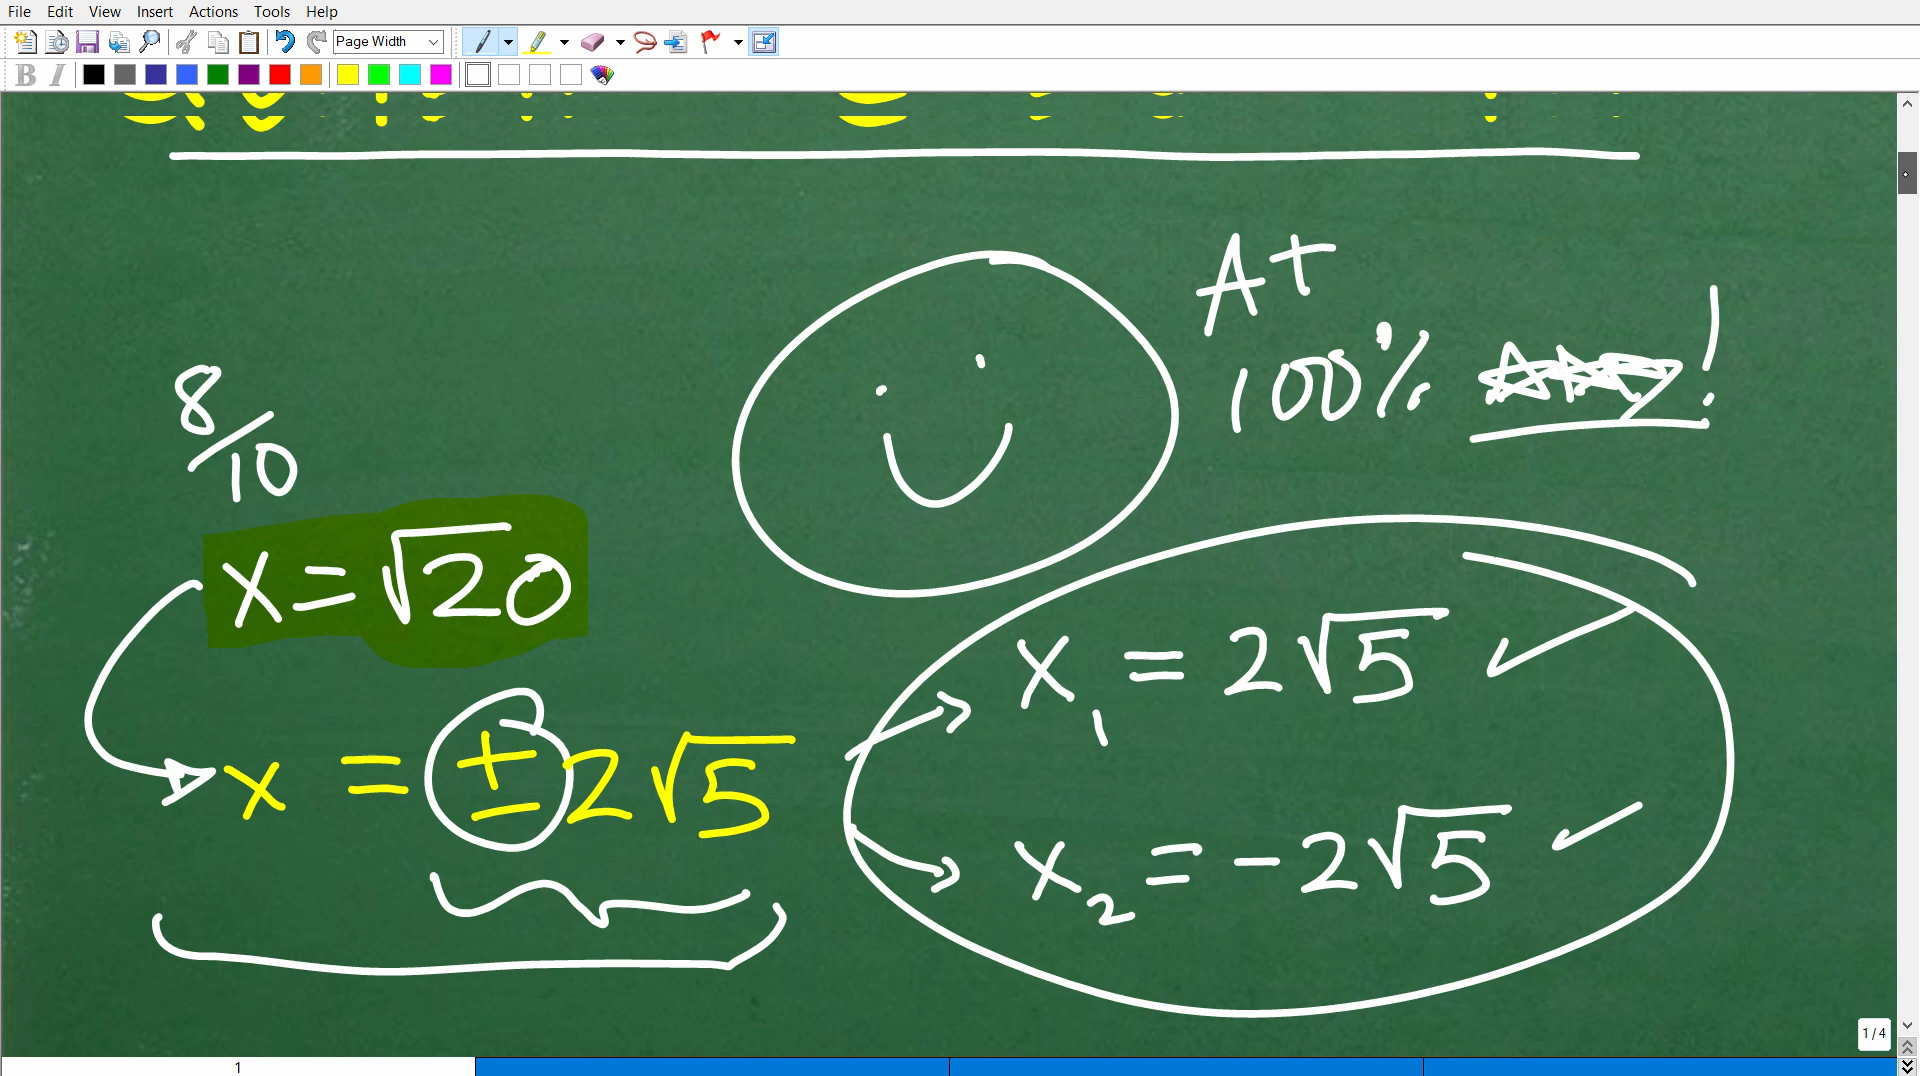 File Edit View Insert Actions Tools Help
Page Width
B I
A+
100% !
8/10
x = √20
x = ± 2√5
x₁ = 2√5
x₂ = -2√5
1 / 4
1